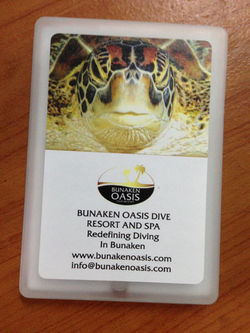 BUNAKEN
OASIS
BUNAKEN OASIS DIVE
RESORT AND SPA
Redefining Diving
In Bunaken
www.bunakenoasis.com
info@bunakenoasis.com